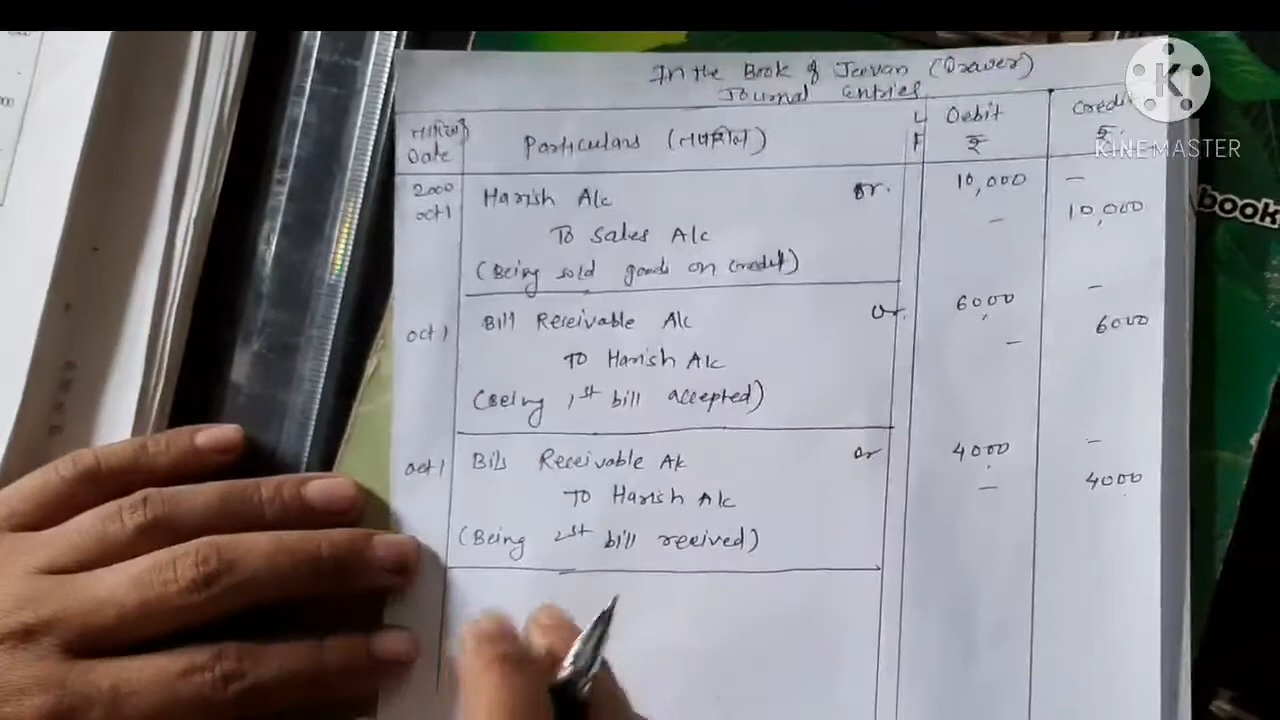 In the Book of Jeevan (Drawer)
Journal Entries
Date
Particulars (तपशील)
L
F
Debit
₹
Credit
₹
2000
oct 1
Harish A/c Dr. 10,000 —
To Sales A/c — 10,000
(Being sold goods on credit)
oct 1
Bill Receivable A/c Dr. 6000 —
To Harish A/c — 6000
(Being 1st bill accepted)
oct 1
Bills Receivable A/c Dr 4000 —
To Harish A/c — 4000
(Being 2st bill received)
K
KINEMASTER
book